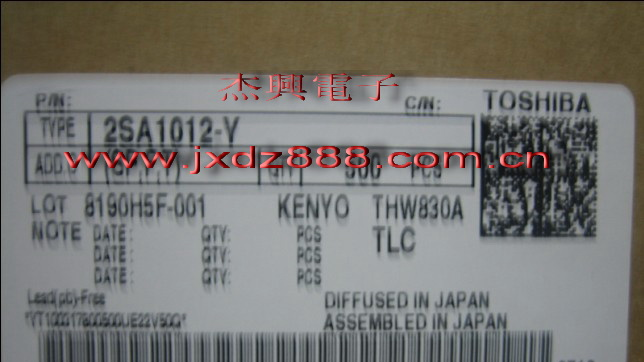 杰興電子
P/N: C/N: TOSHIBA
TYPE 2SA1012-Y
www.jxdz888.com.cn
ADD.C QTY 500 PCS
LOT 8190H5F-001 KENYO THW830A
NOTE DATE: QTY: PCS TLC
DATE: QTY: PCS
DATE: QTY: PCS
Lead(pb)-Free DIFFUSED IN JAPAN
ASSEMBLED IN JAPAN